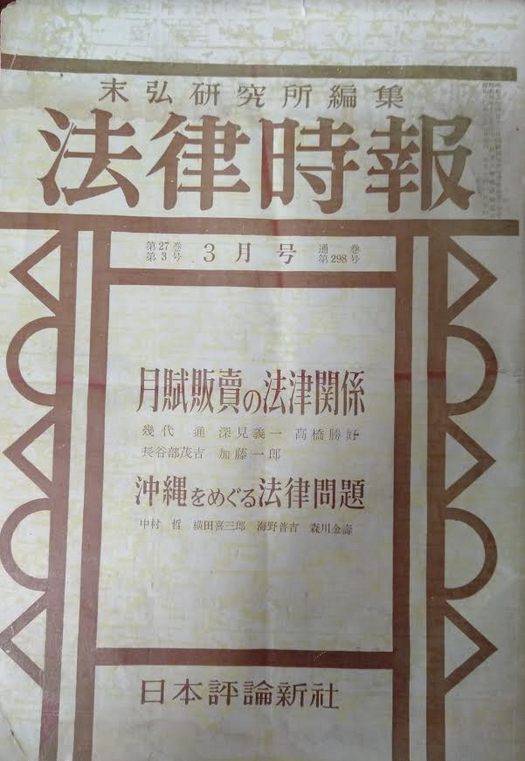 末弘研究所編集
法律時報
第27巻
第3号
3月号
通巻
第298号
月賦販賣の法津関係
幾代 通 深見義一 高橋勝好
長谷部茂吉 加藤一郎
沖縄をめぐる法律問題
中村 哲 横田喜三郎 海野普吉 森川金壽
日本評論新社